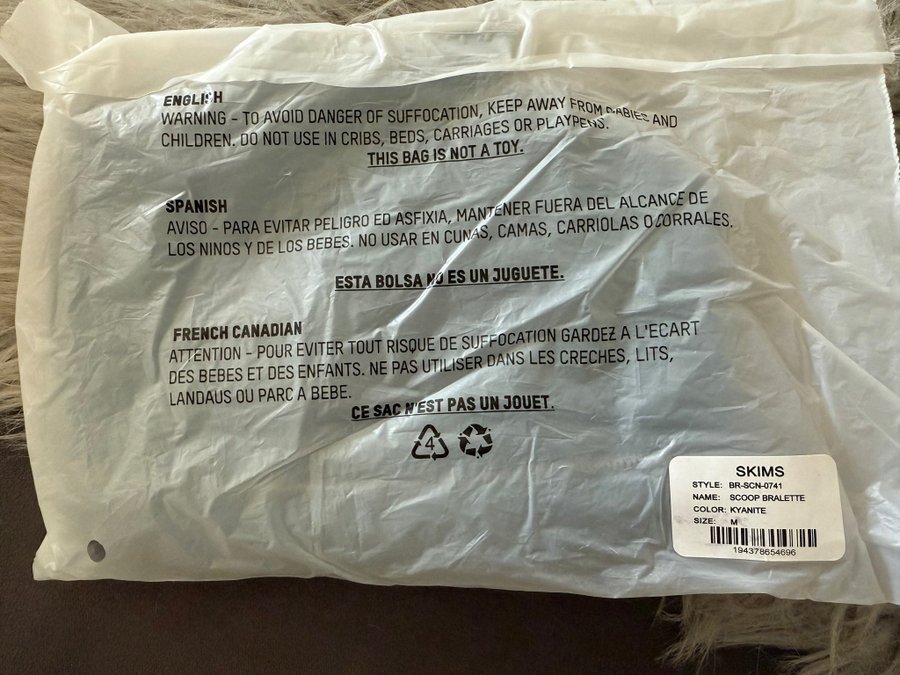 ENGLISH
WARNING - TO AVOID DANGER OF SUFFOCATION, KEEP AWAY FROM BABIES AND
CHILDREN. DO NOT USE IN CRIBS, BEDS, CARRIAGES OR PLAYPENS.
THIS BAG IS NOT A TOY.
SPANISH
AVISO - PARA EVITAR PELIGRO ED ASFIXIA, MANTENER FUERA DEL ALCANCE DE
LOS NINOS Y DE LOS BEBES. NO USAR EN CUNAS, CAMAS, CARRIOLAS O CORRALES.
ESTA BOLSA NO ES UN JUGUETE.
FRENCH CANADIAN
ATTENTION - POUR EVITER TOUT RISQUE DE SUFFOCATION GARDEZ A L'ECART
DES BEBES ET DES ENFANTS. NE PAS UTILISER DANS LES CRECHES, LITS,
LANDAUS OU PARC A BEBE.
CE SAC N'EST PAS UN JOUET.
4
SKIMS
STYLE: BR-SCN-0741
NAME: SCOOP BRALETTE
COLOR: KYANITE
SIZE: M
194378654696